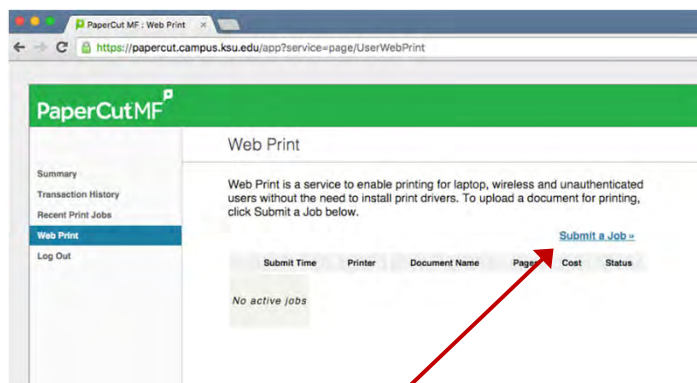 PaperCut MF : Web Print
https://papercut.campus.ksu.edu/app?service=page/UserWebPrint
PaperCutMF
Web Print
Summary
Transaction History
Recent Print Jobs
Web Print
Log Out
Web Print is a service to enable printing for laptop, wireless and unauthenticated
users without the need to install print drivers. To upload a document for printing,
click Submit a Job below.
Submit a Job »
Submit Time Printer Document Name Pages Cost Status
No active jobs